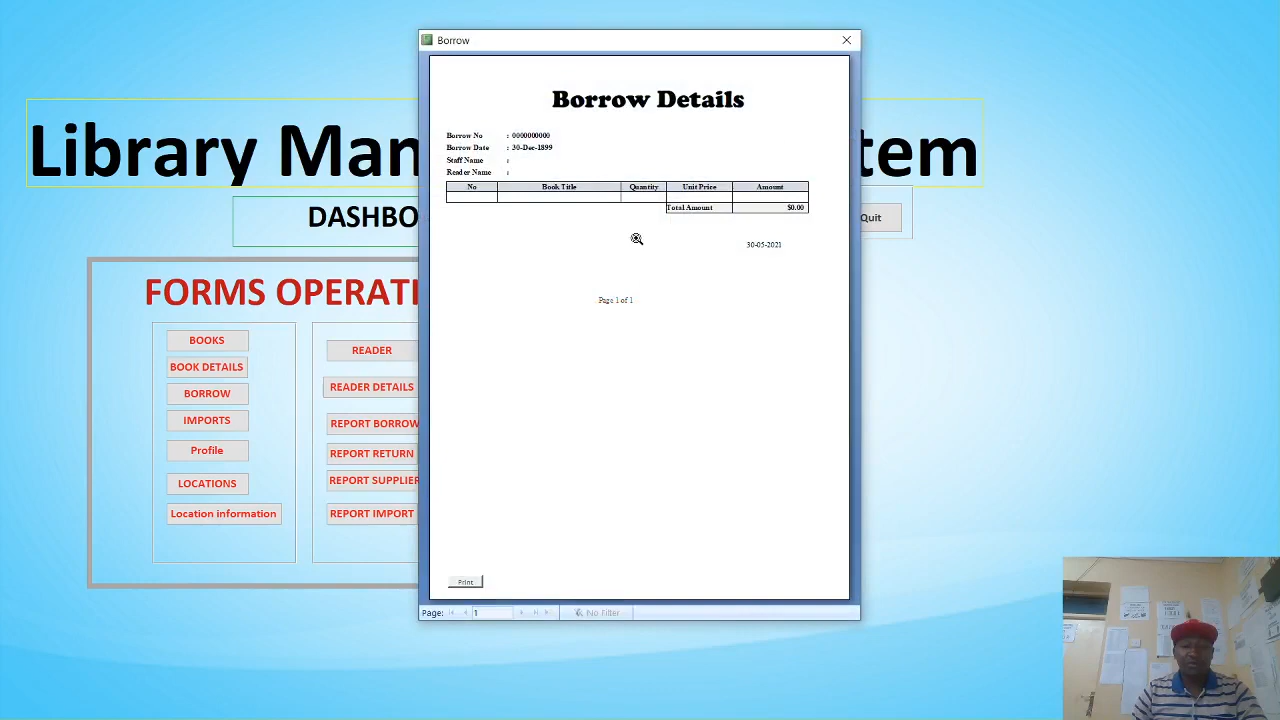 Borrow
Borrow Details
Borrow No : 0000000000
Borrow Date : 30-Dec-1899
Staff Name :
Reader Name :
No Book Title Quantity Unit Price Amount
Total Amount $0.00
30-05-2021
Page 1 of 1
Print
Page: 1 No Filter
Library Man tem
DASHBO
Quit
FORMS OPERATI
BOOKS
BOOK DETAILS
BORROW
IMPORTS
Profile
LOCATIONS
Location information
READER
READER DETAILS
REPORT BORROW
REPORT RETURN
REPORT SUPPLIER
REPORT IMPORT